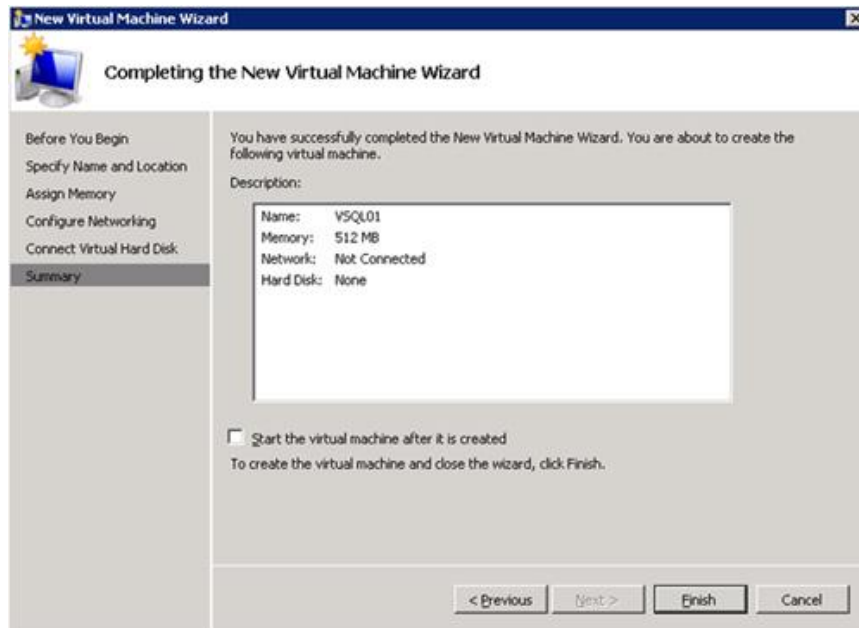 New Virtual Machine Wizard
Completing the New Virtual Machine Wizard
Before You Begin
Specify Name and Location
Assign Memory
Configure Networking
Connect Virtual Hard Disk
Summary
You have successfully completed the New Virtual Machine Wizard. You are about to create the
following virtual machine.
Description:
Name: VSQL01
Memory: 512 MB
Network: Not Connected
Hard Disk: None
Start the virtual machine after it is created
To create the virtual machine and close the wizard, click Finish.
< Previous
Next >
Finish
Cancel